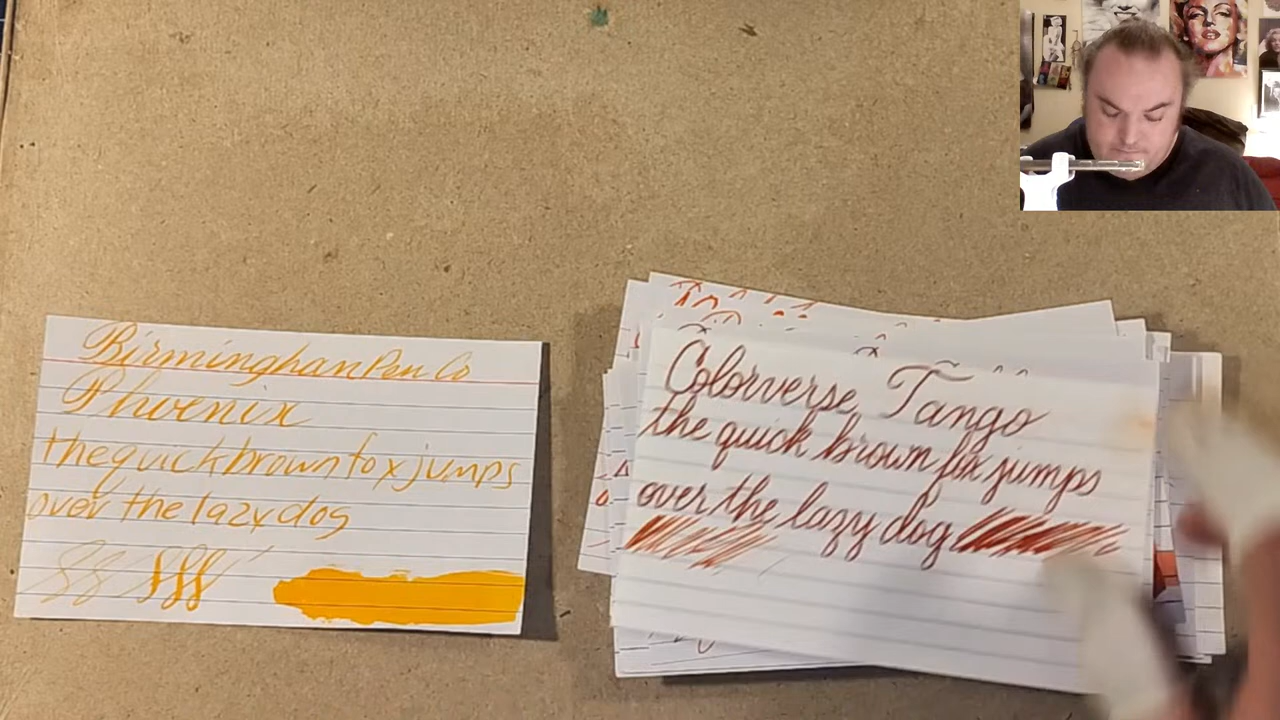 Birminghan Pen Co
Phoenix
the quick brown fox jumps
over the lazy dog
Colorverse Tango
the quick brown fox jumps
over the lazy dog